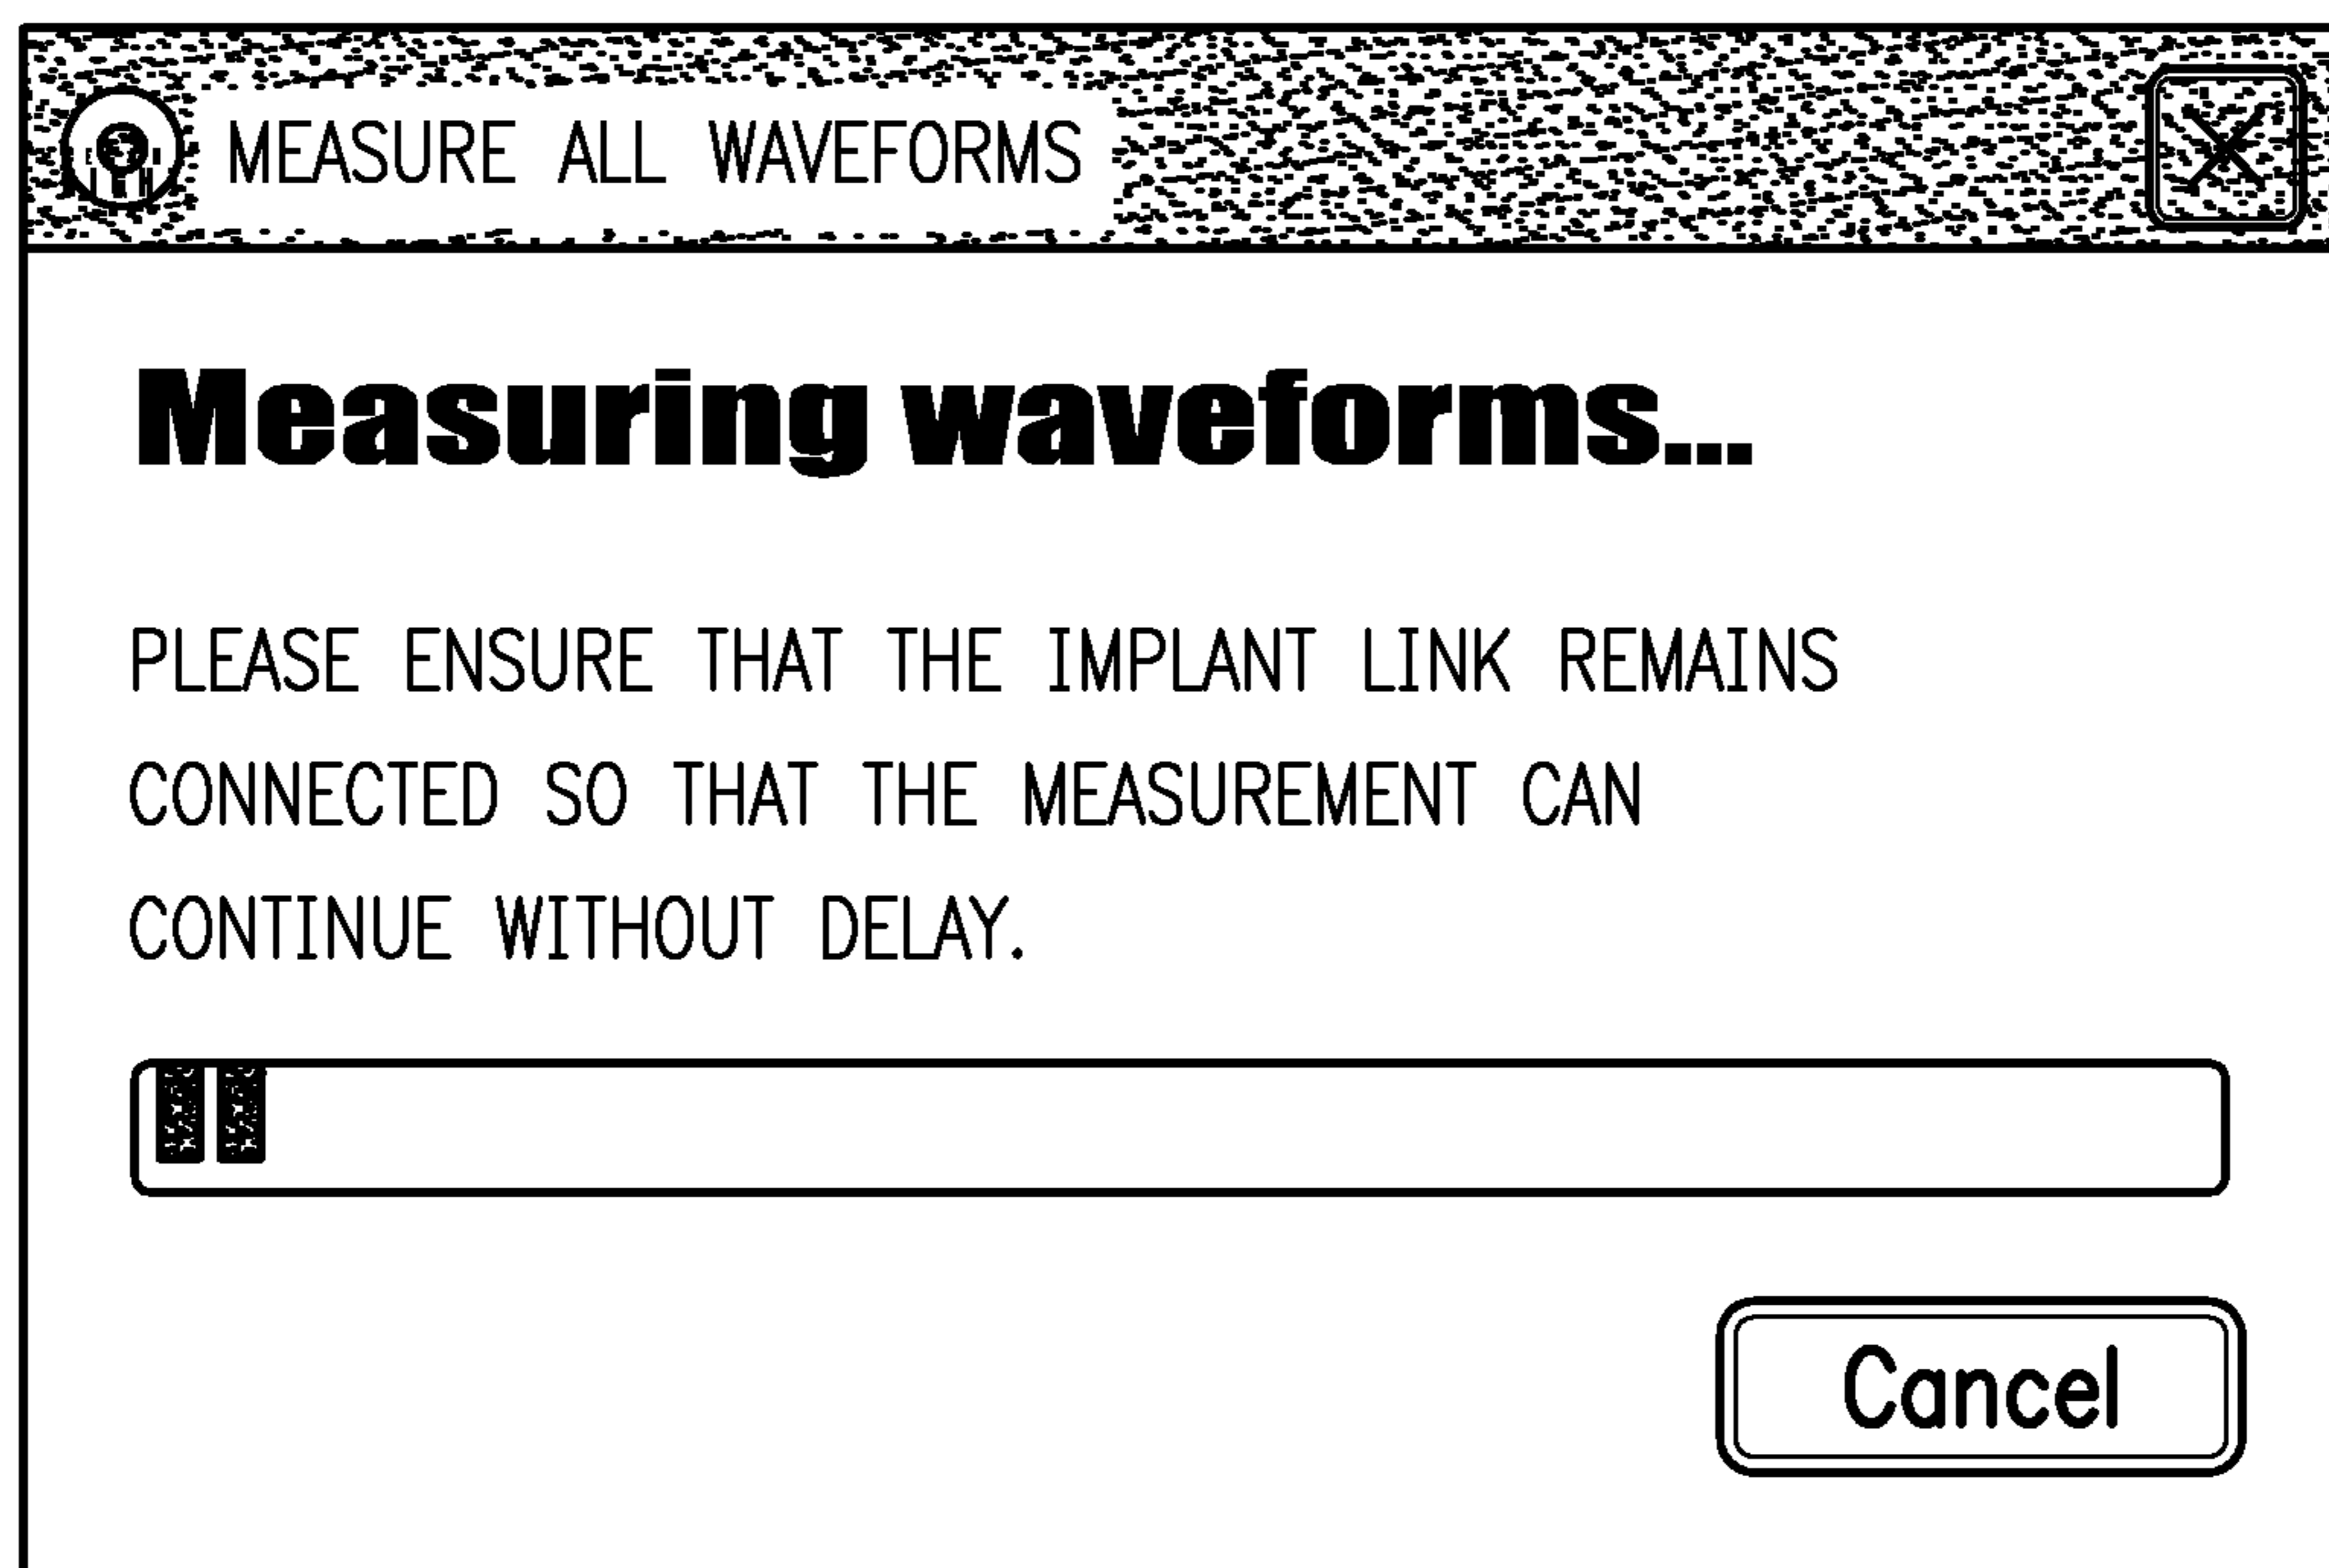 MEASURE ALL WAVEFORMS
Measuring waveforms...
PLEASE ENSURE THAT THE IMPLANT LINK REMAINS
CONNECTED SO THAT THE MEASUREMENT CAN
CONTINUE WITHOUT DELAY.
Cancel